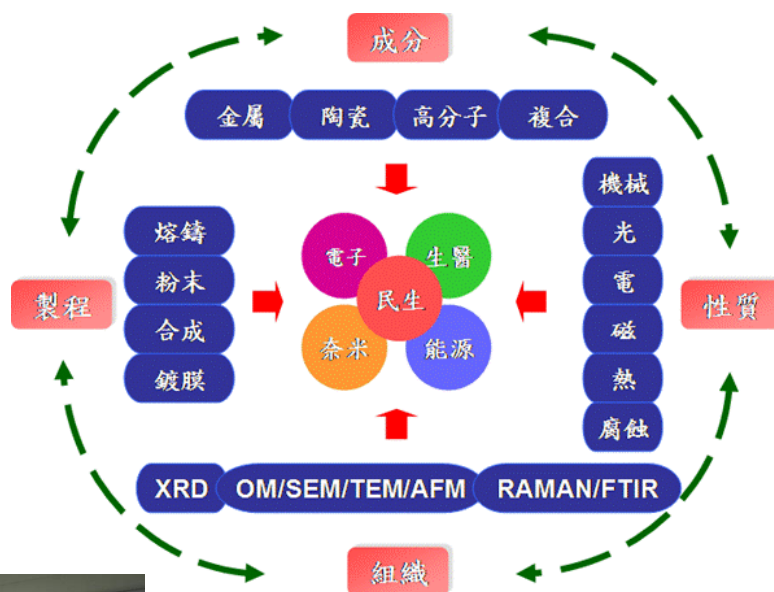 成分
金屬 陶瓷 高分子 複合
製程
熔鑄
粉末
合成
鍍膜
電子 生醫
民生
奈米 能源
機械
光
電
磁
熱
腐蝕
性質
XRD OM/SEM/TEM/AFM RAMAN/FTIR
組織